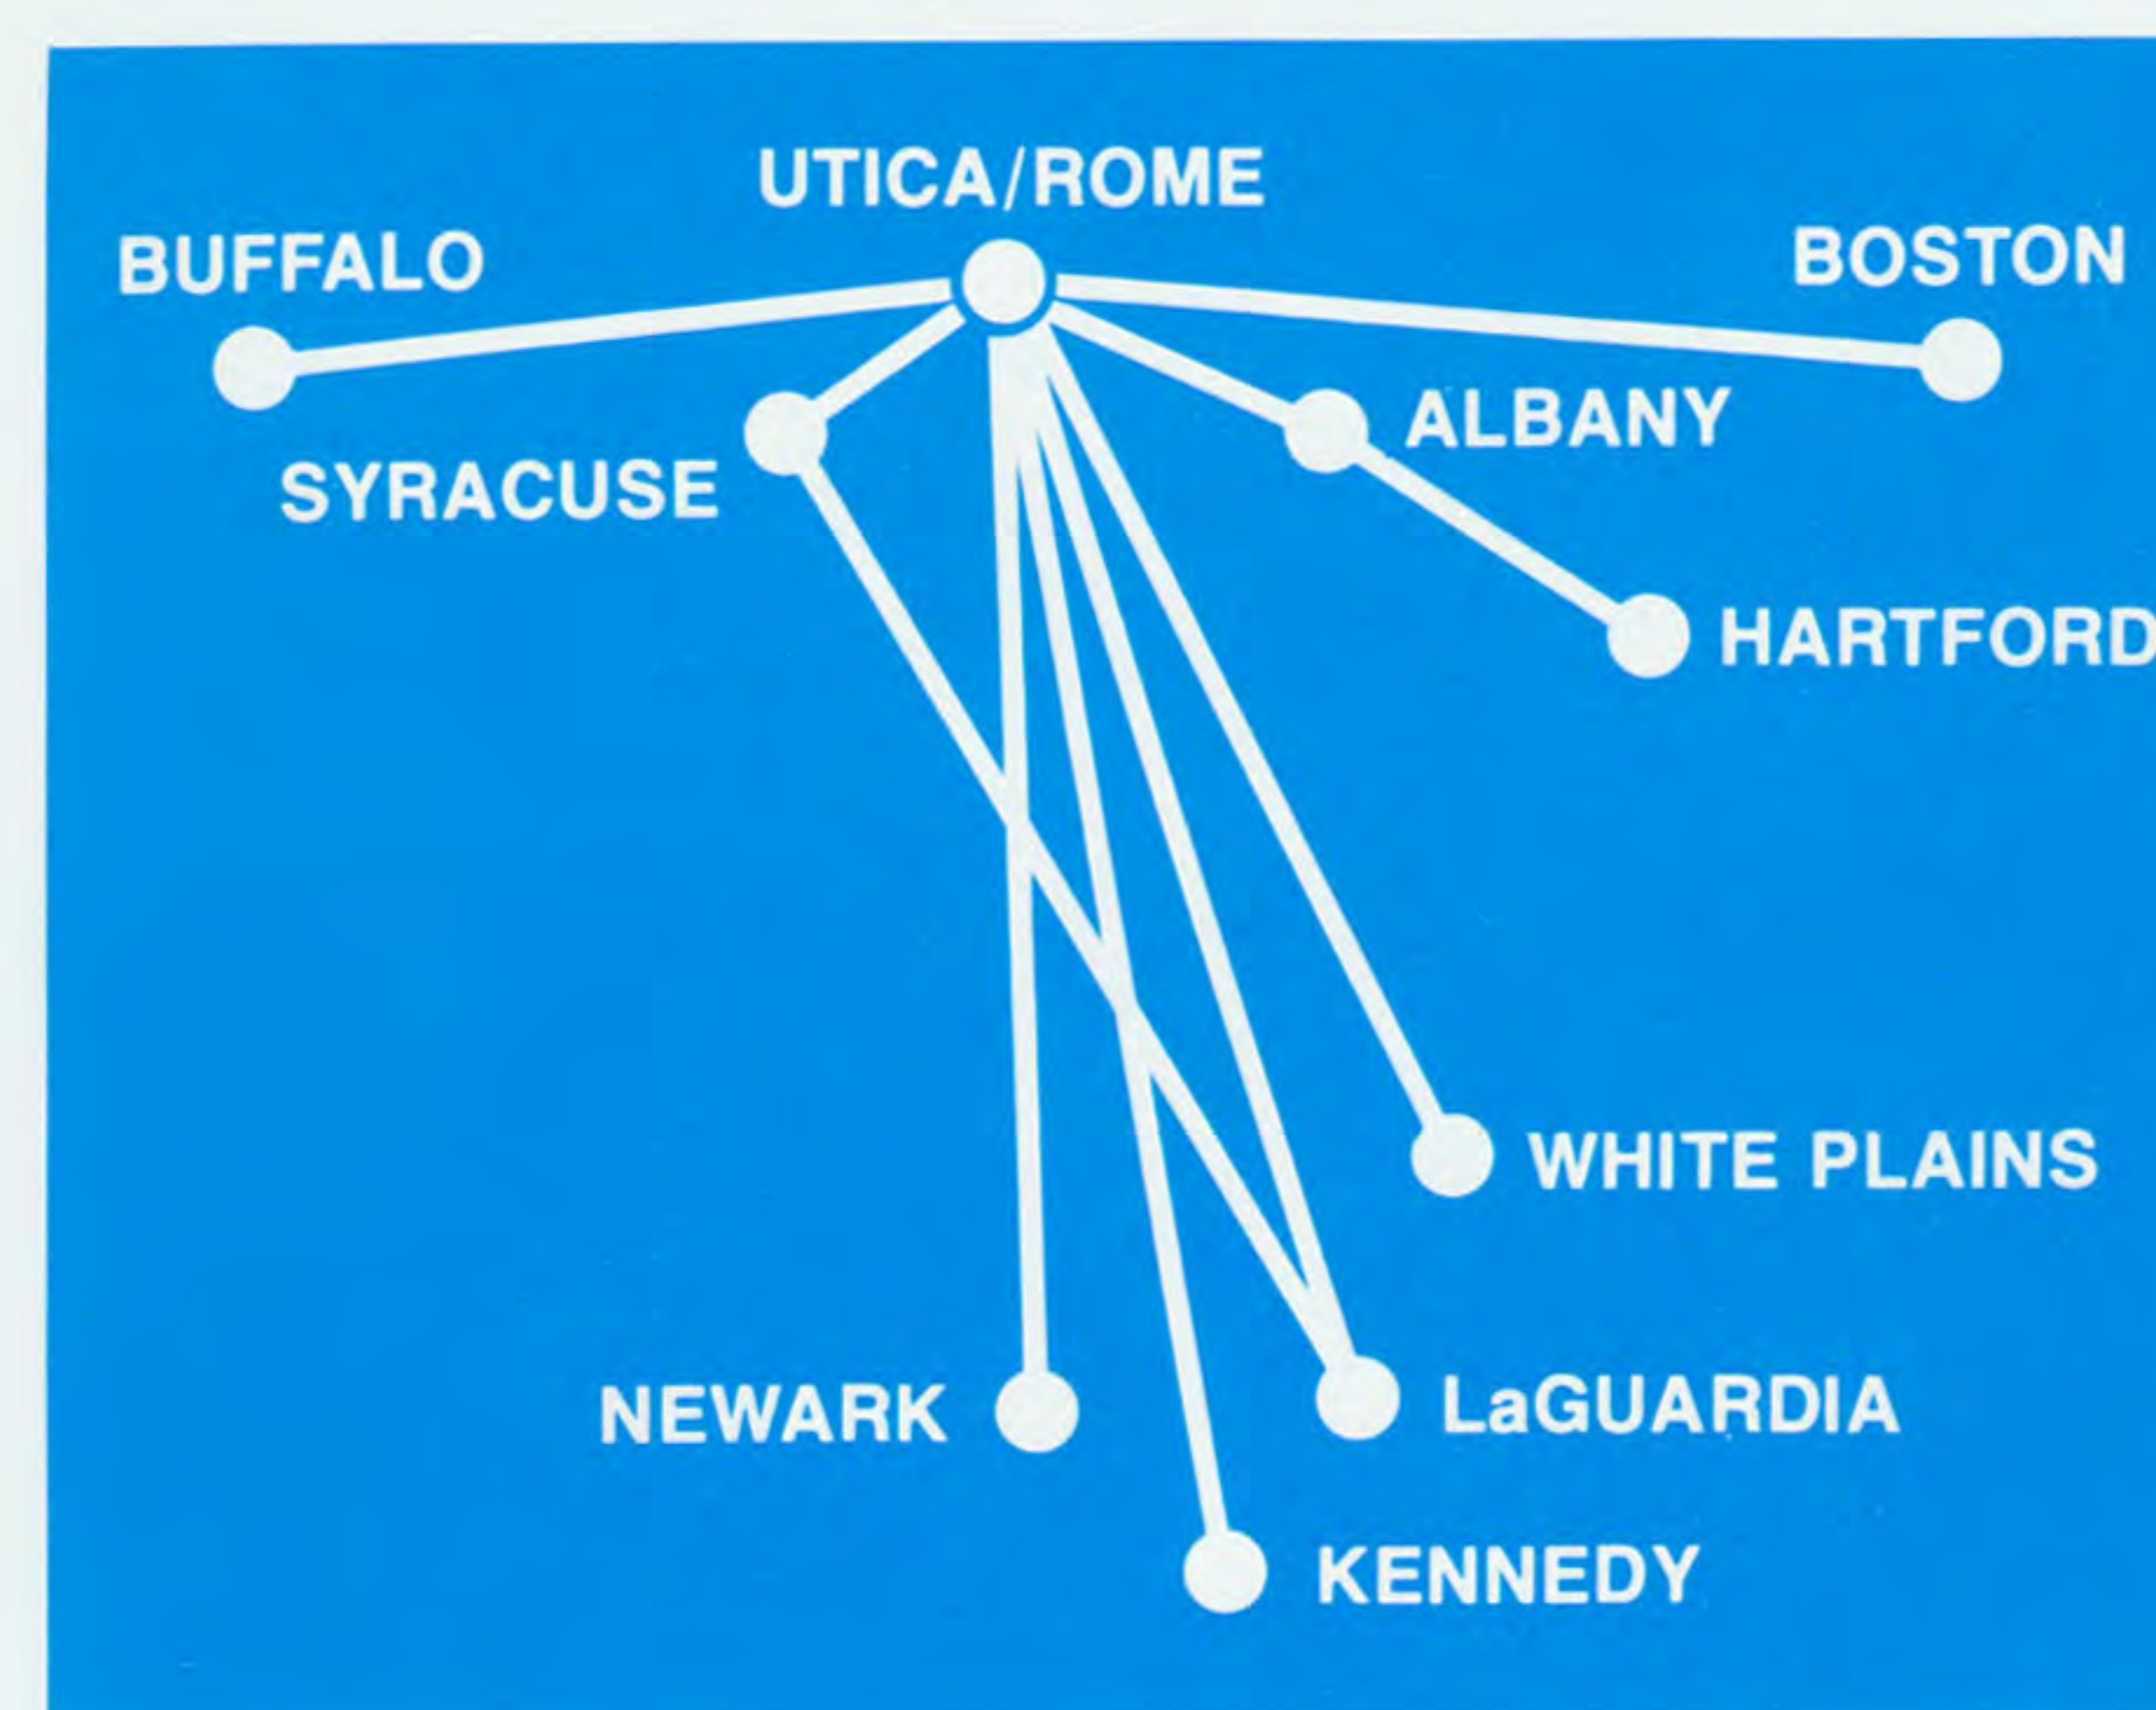 UTICA/ROME
BUFFALO
BOSTON
ALBANY
SYRACUSE
HARTFORD
WHITE PLAINS
NEWARK
LaGUARDIA
KENNEDY